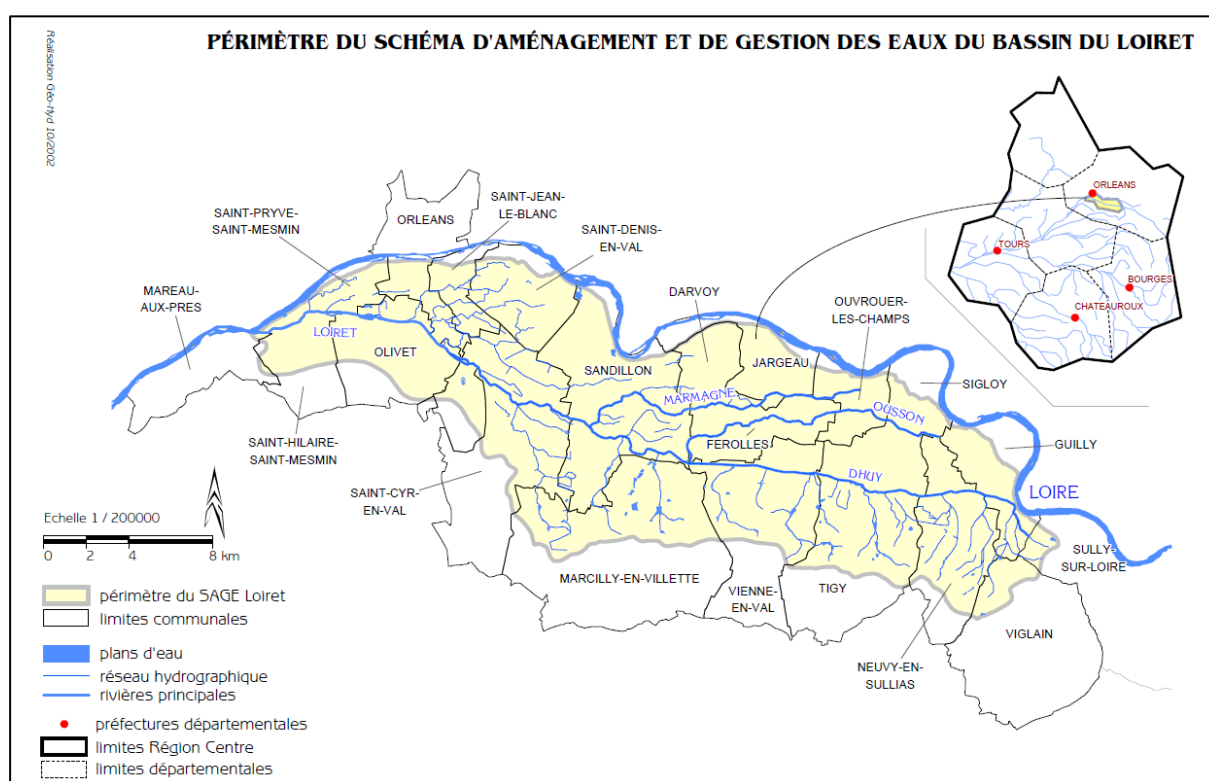 PÉRIMÈTRE DU SCHÉMA D'AMÉNAGEMENT ET DE GESTION DES EAUX DU BASSIN DU LOIRET
Réalisation Géo-Hyd 10/2002
ORLEANS
TOURS
BOURGES
CHATEAUROUX
SAINT-PRYVE-
SAINT-MESMIN
ORLEANS
SAINT-JEAN-
LE-BLANC
SAINT-DENIS-
EN-VAL
MAREAU-
AUX-PRES
DARVOY
OUVROUER-
LES-CHAMPS
LOIRET
OLIVET
SANDILLON
JARGEAU
SIGLOY
MARMAGNE
OUSSON
FEROLLES
GUILLY
SAINT-HILAIRE-
SAINT-MESMIN
DHUY
SAINT-CYR-
EN-VAL
LOIRE
SULLY-
SUR-LOIRE
MARCILLY-EN-VILLETTE
VIENNE-
EN-VAL
TIGY
VIGLAIN
NEUVY-EN-
SULLIAS
Echelle 1 / 200000
0 2 4 8 km
périmètre du SAGE Loiret
limites communales
plans d'eau
réseau hydrographique
rivières principales
préfectures départementales
limites Région Centre
limites départementales